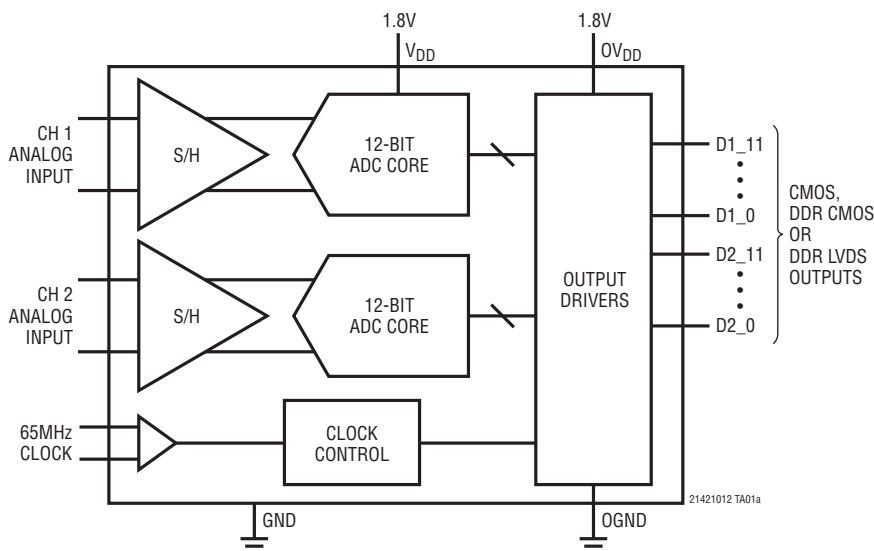 1.8V
1.8V
VDD
OVDD
CH 1
ANALOG
INPUT
S/H
12-BIT
ADC CORE
D1_11
D1_0
CH 2
ANALOG
INPUT
S/H
12-BIT
ADC CORE
OUTPUT
DRIVERS
D2_11
D2_0
CMOS,
DDR CMOS
OR
DDR LVDS
OUTPUTS
65MHz
CLOCK
CLOCK
CONTROL
21421012 TA01a
GND
OGND